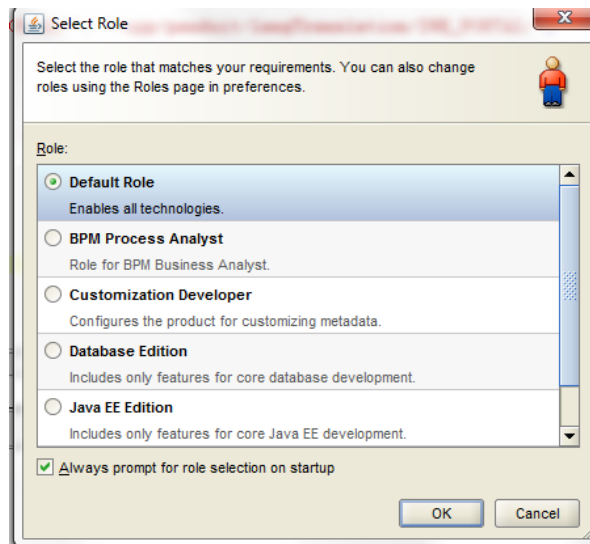 Select Role
Select the role that matches your requirements. You can also change
roles using the Roles page in preferences.
Role:
Default Role
Enables all technologies.
BPM Process Analyst
Role for BPM Business Analyst.
Customization Developer
Configures the product for customizing metadata.
Database Edition
Includes only features for core database development.
Java EE Edition
Includes only features for core Java EE development.
Always prompt for role selection on startup
OK Cancel